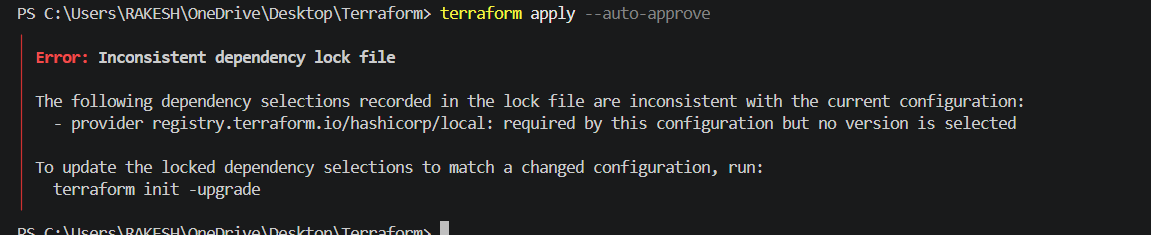 PS C:\Users\RAKESH\OneDrive\Desktop\Terraform> terraform apply --auto-approve
Error: Inconsistent dependency lock file
The following dependency selections recorded in the lock file are inconsistent with the current configuration:
- provider registry.terraform.io/hashicorp/local: required by this configuration but no version is selected
To update the locked dependency selections to match a changed configuration, run:
terraform init -upgrade
PS C:\Users\RAKESH\OneDrive\Desktop\Terraform>